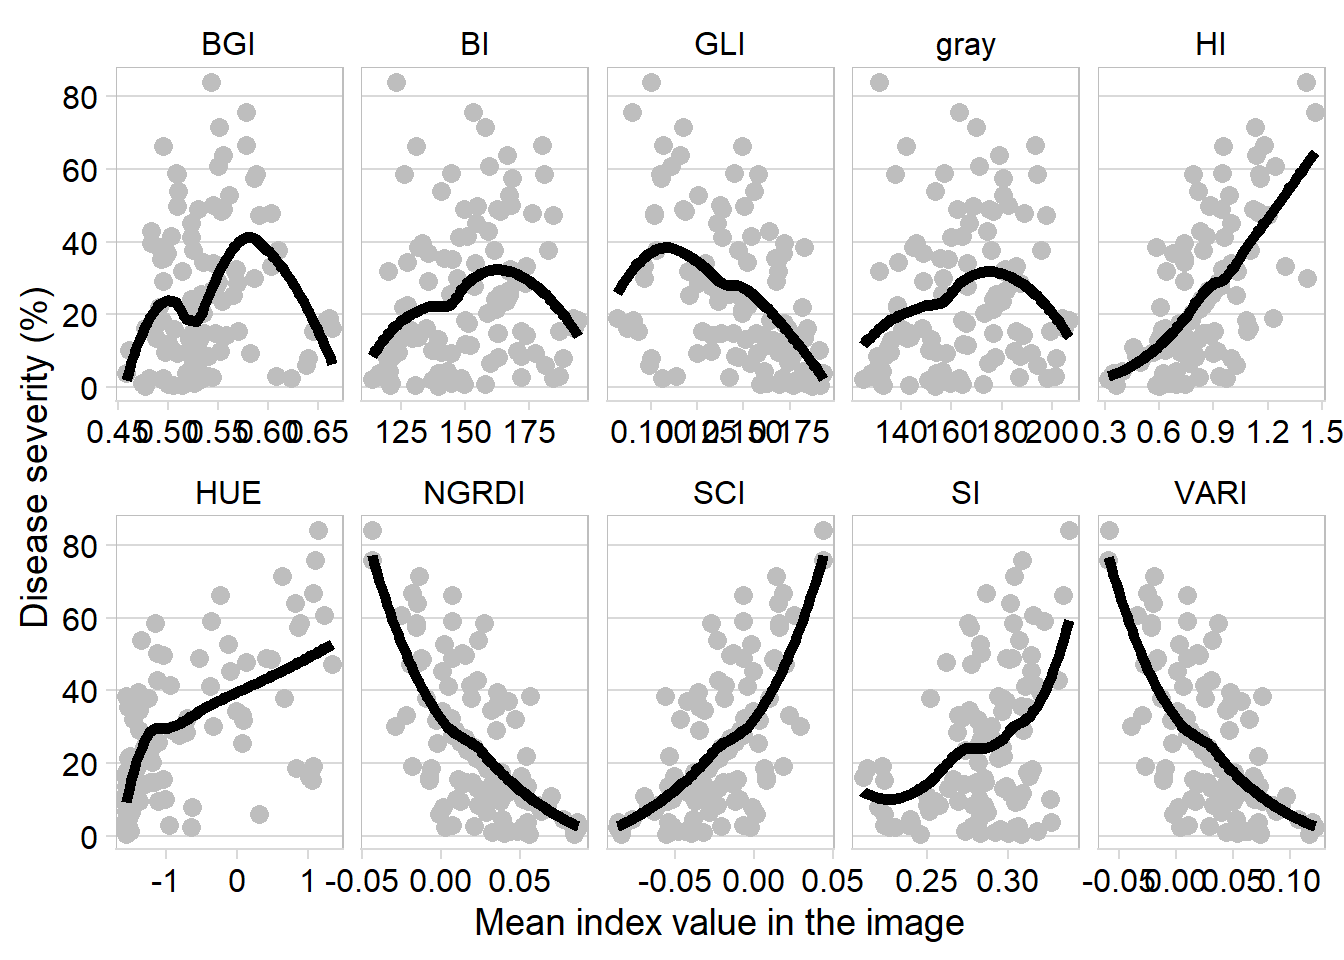 BGI BI GLI gray HI
80
60
40
20
0
0.45 0.50 0.55 0.60 0.65 125 150 175 0.100 0.125 0.150 0.175 140 160 180 200 0.3 0.6 0.9 1.2 1.5
HUE NGRDI SCI SI VARI
80
60
40
20
0
-1 0 1 -0.05 0.00 0.05 -0.05 0.00 0.05 0.25 0.30 -0.05 0.00 0.05 0.10
Mean index value in the image
Disease severity (%)